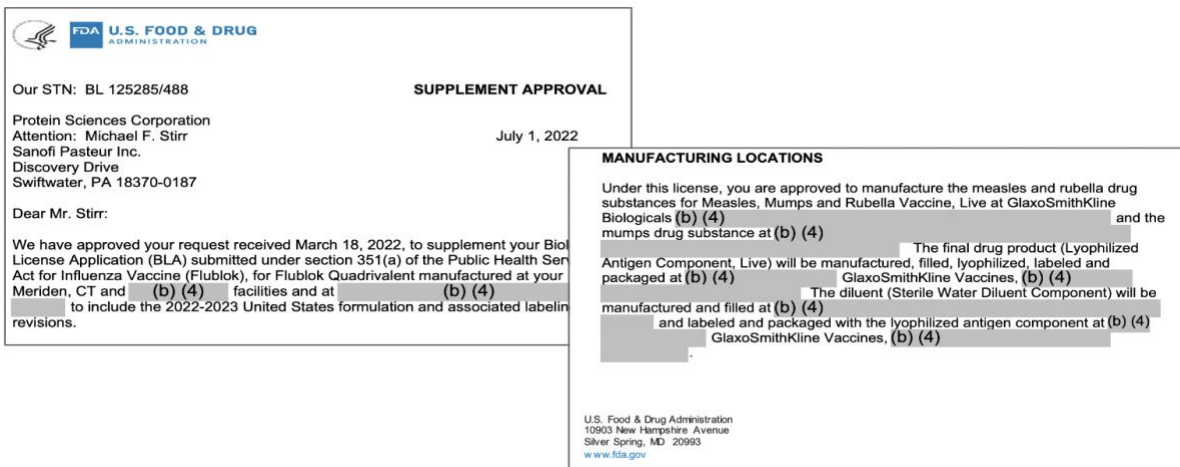 FDA U.S. FOOD & DRUG
ADMINISTRATION
Our STN: BL 125285/488 SUPPLEMENT APPROVAL
Protein Sciences Corporation
Attention: Michael F. Stirr July 1, 2022
Sanofi Pasteur Inc.
Discovery Drive
Swiftwater, PA 18370-0187
Dear Mr. Stirr:
We have approved your request received March 18, 2022, to supplement your Biol
License Application (BLA) submitted under section 351(a) of the Public Health Ser
Act for Influenza Vaccine (Flublok), for Flublok Quadrivalent manufactured at your
Meriden, CT and (b) (4) facilities and at (b) (4)
to include the 2022-2023 United States formulation and associated labelin
revisions.
MANUFACTURING LOCATIONS
Under this license, you are approved to manufacture the measles and rubella drug
substances for Measles, Mumps and Rubella Vaccine, Live at GlaxoSmithKline
Biologicals (b) (4) and the
mumps drug substance at (b) (4)
The final drug product (Lyophilized
Antigen Component, Live) will be manufactured, filled, lyophilized, labeled and
packaged at (b) (4) GlaxoSmithKline Vaccines, (b) (4)
The diluent (Sterile Water Diluent Component) will be
manufactured and filled at (b) (4)
and labeled and packaged with the lyophilized antigen component at (b) (4)
GlaxoSmithKline Vaccines, (b) (4)
.
U.S. Food & Drug Administration
10903 New Hampshire Avenue
Silver Spring, MD 20993
www.fda.gov